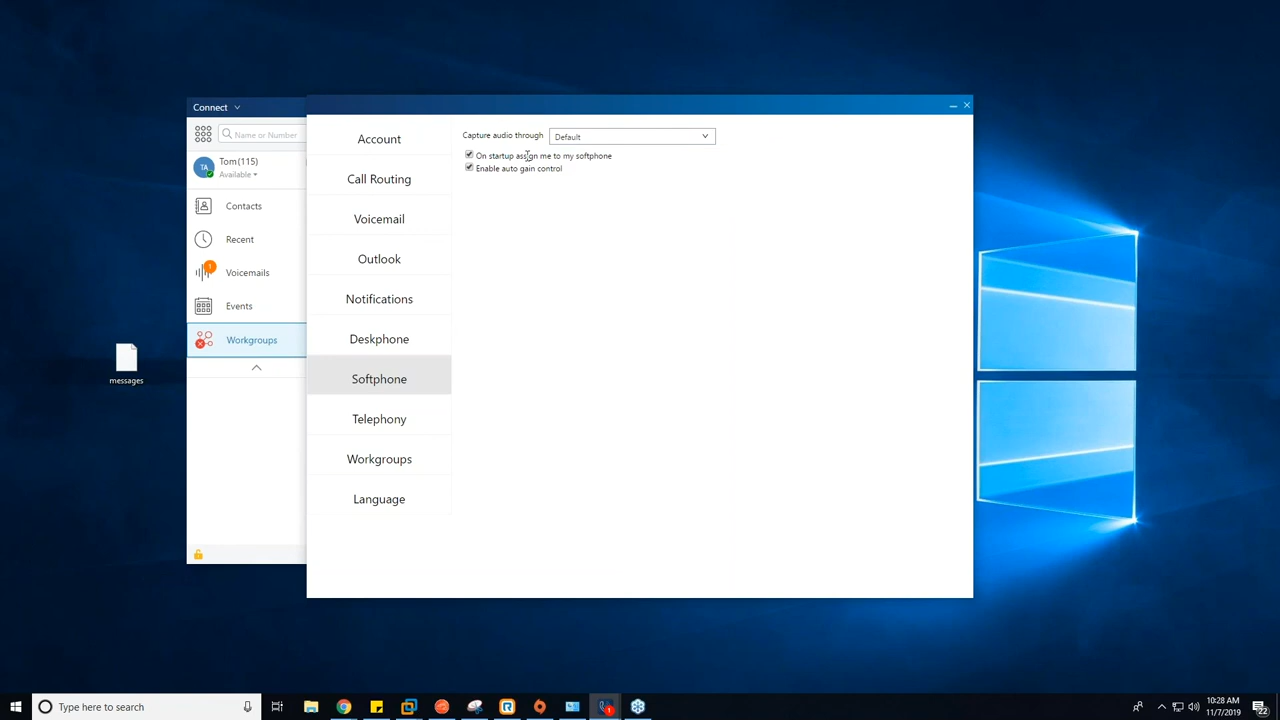 Connect
Name or Number
TA
Tom (115)
Available
Contacts
Recent
!
Voicemails
Events
Workgroups
Account
Call Routing
Voicemail
Outlook
Notifications
Deskphone
Softphone
Telephony
Workgroups
Language
Capture audio through
Default
On startup assign me to my softphone
Enable auto gain control
messages
Type here to search
10:28 AM
11/7/2019
22